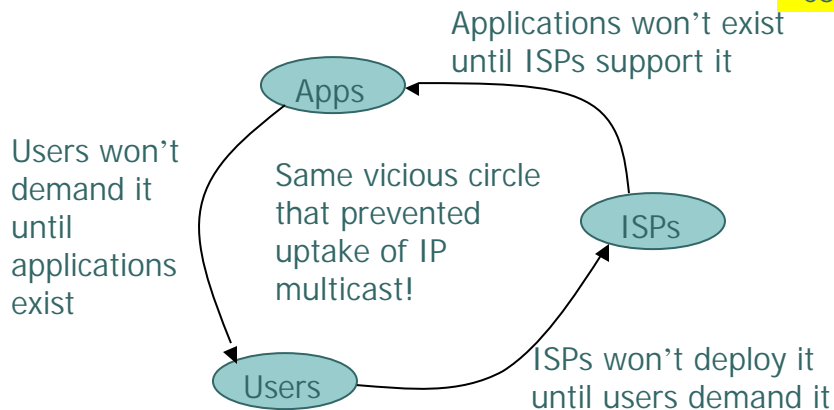 Applications won't exist
until ISPs support it
Apps
Users won't
demand it
until
applications
exist
Same vicious circle
that prevented
uptake of IP
multicast!
ISPs
Users
ISPs won't deploy it
until users demand it